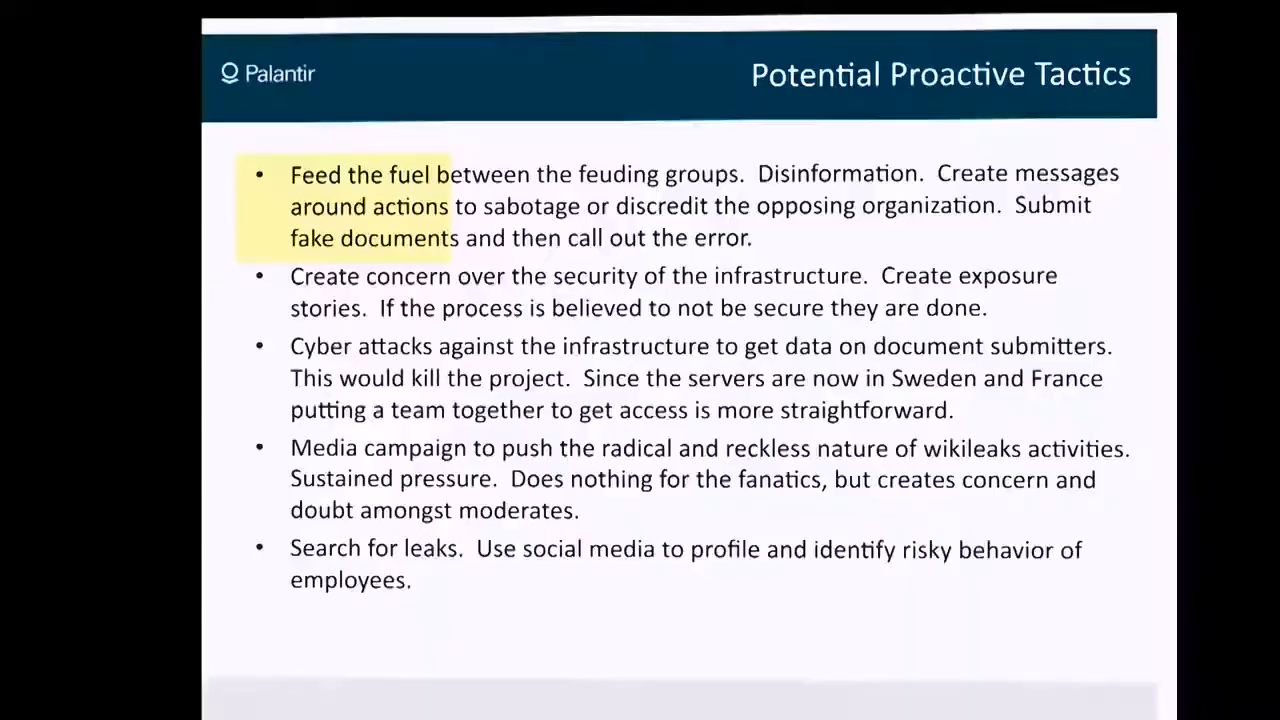 Palantir
Potential Proactive Tactics
• Feed the fuel between the feuding groups. Disinformation. Create messages
around actions to sabotage or discredit the opposing organization. Submit
fake documents and then call out the error.
• Create concern over the security of the infrastructure. Create exposure
stories. If the process is believed to not be secure they are done.
• Cyber attacks against the infrastructure to get data on document submitters.
This would kill the project. Since the servers are now in Sweden and France
putting a team together to get access is more straightforward.
• Media campaign to push the radical and reckless nature of wikileaks activities.
Sustained pressure. Does nothing for the fanatics, but creates concern and
doubt amongst moderates.
• Search for leaks. Use social media to profile and identify risky behavior of
employees.